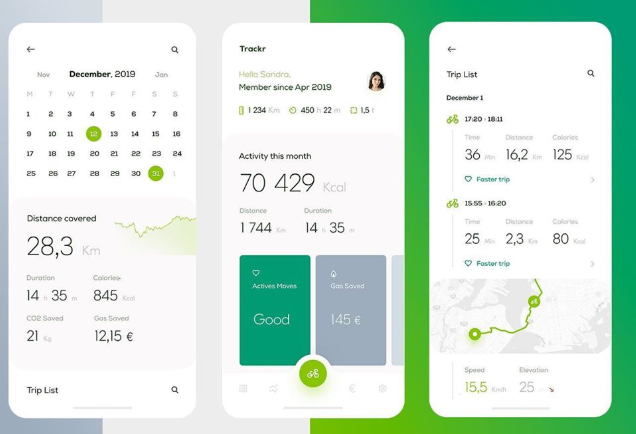 Nov December, 2019 Jan
M T W T F S S
1 2 3 4 5 7 8
9 10 11 12 13 15 16
17 18 19 20 21 22 23 24
25 26 27 28 29 30 31 1
Distance covered
28,3 Km
Duration Calories
14 h 35 m 845 Kcal
CO2 Saved Gas Saved
21 Kg 12,15 €
Trip List
Trackr
Hello Sandra,
Member since Apr 2019
1 234 Km 450 h 22 m 1,5 t
Activity this month
70 429 Kcal
Distance Duration
1 744 Km 14 h 35 m
Actives Moves Gas Saved
Good 145 €
€
Trip List
December 1
17:20 - 18:11
Time Distance Calories
36 Min 16,2 Km 125 Kcal
Faster trip
15:55 - 16:20
Time Distance Calories
25 Min 2,3 Km 80 Kcal
Faster trip
Speed Elevation
15,5 Km/h 25